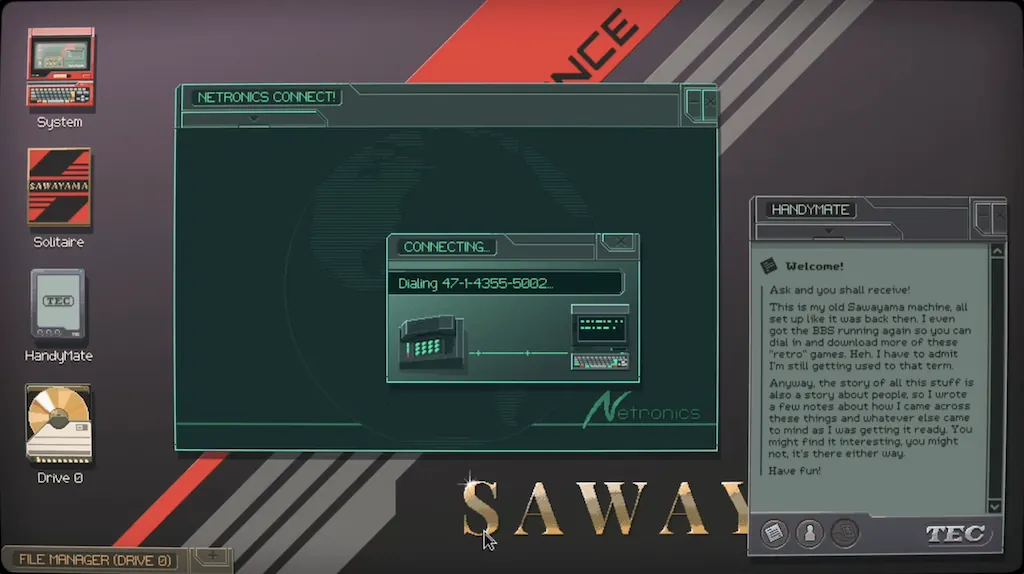 NCE
System
SAWAYAMA
Solitaire
TEC
TEC
HandyMate
Drive 0
NETRONICS CONNECT!
CONNECTING...
Dialing 47-1-4355-5002...
Netronics
SAWAY
HANDYMATE
Welcome!
Ask and you shall receive!
This is my old Sawayama machine, all
set up like it was back then. I even
got the BBS running again so you can
dial in and download more of these
"retro" games. Heh. I have to admit
I'm still getting used to that term.
Anyway, the story of all this stuff is
also a story about people, so I wrote
a few notes about how I came across
these things and whatever else came
to mind as I was getting it ready. You
might find it interesting, you might
not, it's there either way.
Have fun!
TEC
FILE MANAGER (DRIVE 0)